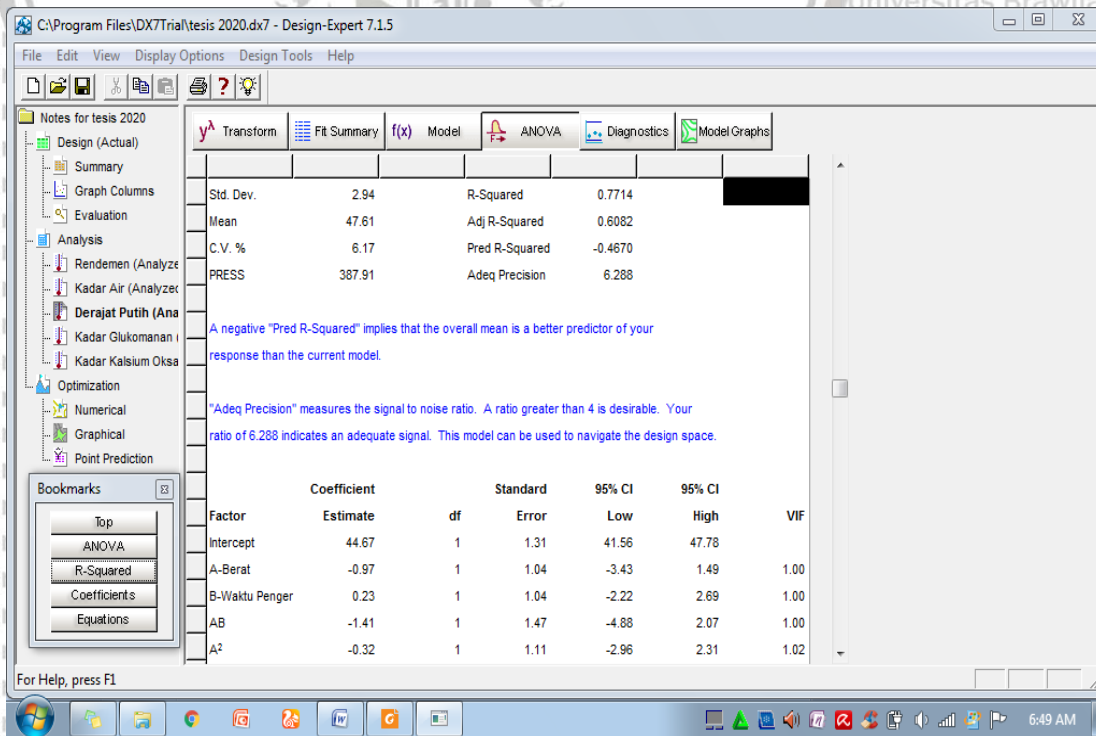 Universitas Brawija
C:\Program Files\DX7Trial\tesis 2020.dx7 - Design-Expert 7.1.5
File Edit View Display Options Design Tools Help
Notes for tesis 2020
Design (Actual)
Summary
Graph Columns
Evaluation
Analysis
Rendemen (Analyze
Kadar Air (Analyzed
Derajat Putih (Ana
Kadar Glukomanan (
Kadar Kalsium Oksa
Optimization
Numerical
Graphical
Point Prediction
Bookmarks
Top
ANOVA
R-Squared
Coefficients
Equations
yλ Transform Fit Summary f(x) Model ANOVA Diagnostics Model Graphs
Std. Dev. 2.94 R-Squared 0.7714
Mean 47.61 Adj R-Squared 0.6082
C.V. % 6.17 Pred R-Squared -0.4670
PRESS 387.91 Adeq Precision 6.288
A negative "Pred R-Squared" implies that the overall mean is a better predictor of your
response than the current model.
"Adeq Precision" measures the signal to noise ratio. A ratio greater than 4 is desirable. Your
ratio of 6.288 indicates an adequate signal. This model can be used to navigate the design space.
Coefficient Standard 95% CI 95% CI
Factor Estimate df Error Low High VIF
Intercept 44.67 1 1.31 41.56 47.78
A-Berat -0.97 1 1.04 -3.43 1.49 1.00
B-Waktu Penger 0.23 1 1.04 -2.22 2.69 1.00
AB -1.41 1 1.47 -4.88 2.07 1.00
A² -0.32 1 1.11 -2.96 2.31 1.02
For Help, press F1
6:49 AM